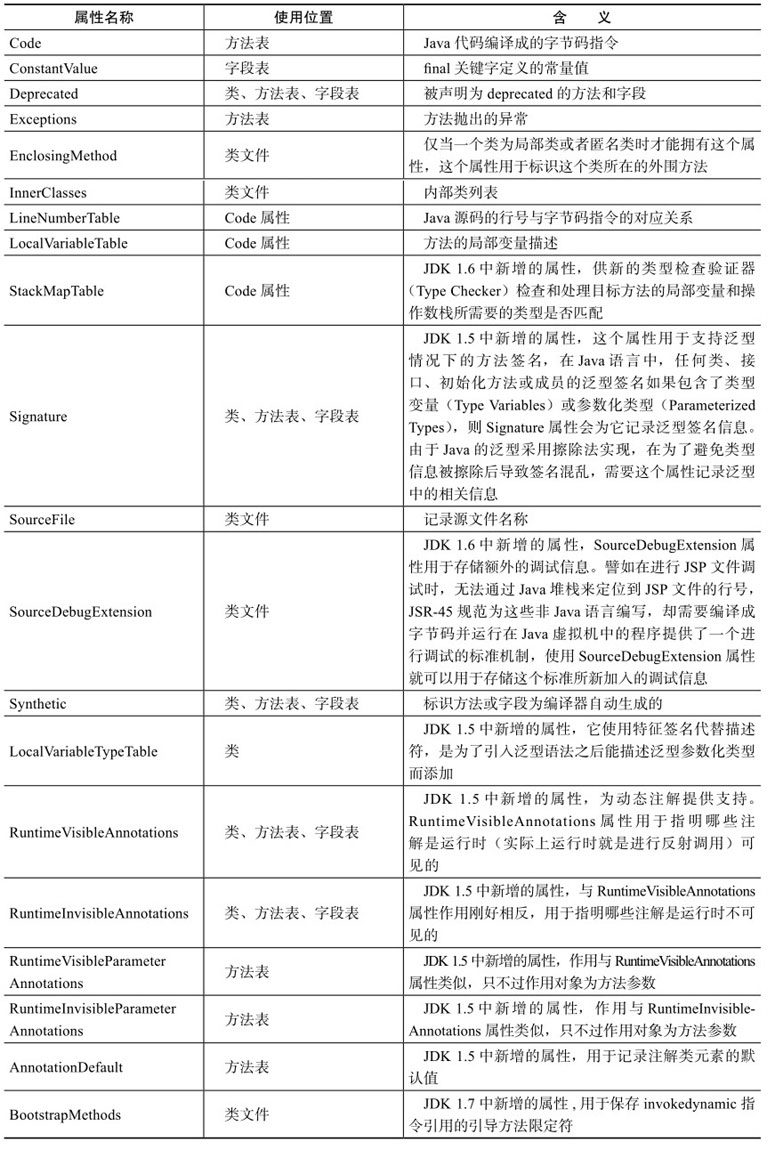 属性名称 使用位置 含 义
Code 方法表 Java 代码编译成的字节码指令
ConstantValue 字段表 final 关键字定义的常量值
Deprecated 类、方法表、字段表 被声明为 deprecated 的方法和字段
Exceptions 方法表 方法抛出的异常
EnclosingMethod 类文件 仅当一个类为局部类或者匿名类时才能拥有这个属
性，这个属性用于标识这个类所在的外围方法
InnerClasses 类文件 内部类列表
LineNumberTable Code 属性 Java 源码的行号与字节码指令的对应关系
LocalVariableTable Code 属性 方法的局部变量描述
StackMapTable Code 属性 JDK 1.6 中新增的属性，供新的类型检查验证器
（Type Checker）检查和处理目标方法的局部变量和操
作数栈所需要的类型是否匹配
Signature 类、方法表、字段表 JDK 1.5 中新增的属性，这个属性用于支持泛型
情况下的方法签名，在 Java 语言中，任何类、接
口、初始化方法或成员的泛型签名如果包含了类型
变量（Type Variables）或参数化类型（Parameterized
Types），则 Signature 属性会为它记录泛型签名信息。
由于 Java 的泛型采用擦除法实现，在为了避免类型
信息被擦除后导致签名混乱，需要这个属性记录泛型
中的相关信息
SourceFile 类文件 记录源文件名称
SourceDebugExtension 类文件 JDK 1.6 中新增的属性，SourceDebugExtension 属
性用于存储额外的调试信息。譬如在进行 JSP 文件调
试时，无法通过 Java 堆栈来定位到 JSP 文件的行号，
JSR-45 规范为这些非 Java 语言编写，却需要编译成
字节码并运行在 Java 虚拟机中的程序提供了一个进
行调试的标准机制，使用 SourceDebugExtension 属性
就可以用于存储这个标准所新加入的调试信息
Synthetic 类、方法表、字段表 标识方法或字段为编译器自动生成的
LocalVariableTypeTable 类 JDK 1.5 中新增的属性，它使用特征签名代替描述
符，是为了引入泛型语法之后能描述泛型参数化类型
而添加
RuntimeVisibleAnnotations 类、方法表、字段表 JDK 1.5 中新增的属性，为动态注解提供支持。
RuntimeVisibleAnnotations 属性用于指明哪些注
解是运行时（实际上运行时就是进行反射调用）可
见的
RuntimeInvisibleAnnotations 类、方法表、字段表 JDK 1.5 中新增的属性，与 RuntimeVisibleAnnotations
属性作用刚好相反，用于指明哪些注解是运行时不可
见的
RuntimeVisibleParameter
Annotations 方法表 JDK 1.5 中新增的属性，作用与 RuntimeVisibleAnnotations
属性类似，只不过作用对象为方法参数
RuntimeInvisibleParameter
Annotations 方法表 JDK 1.5 中新增的属性，作用与 RuntimeInvisible-
Annotations 属性类似，只不过作用对象为方法参数
AnnotationDefault 方法表 JDK 1.5 中新增的属性，用于记录注解类元素的默
认值
BootstrapMethods 类文件 JDK 1.7 中新增的属性 , 用于保存 invokedynamic 指
令引用的引导方法限定符